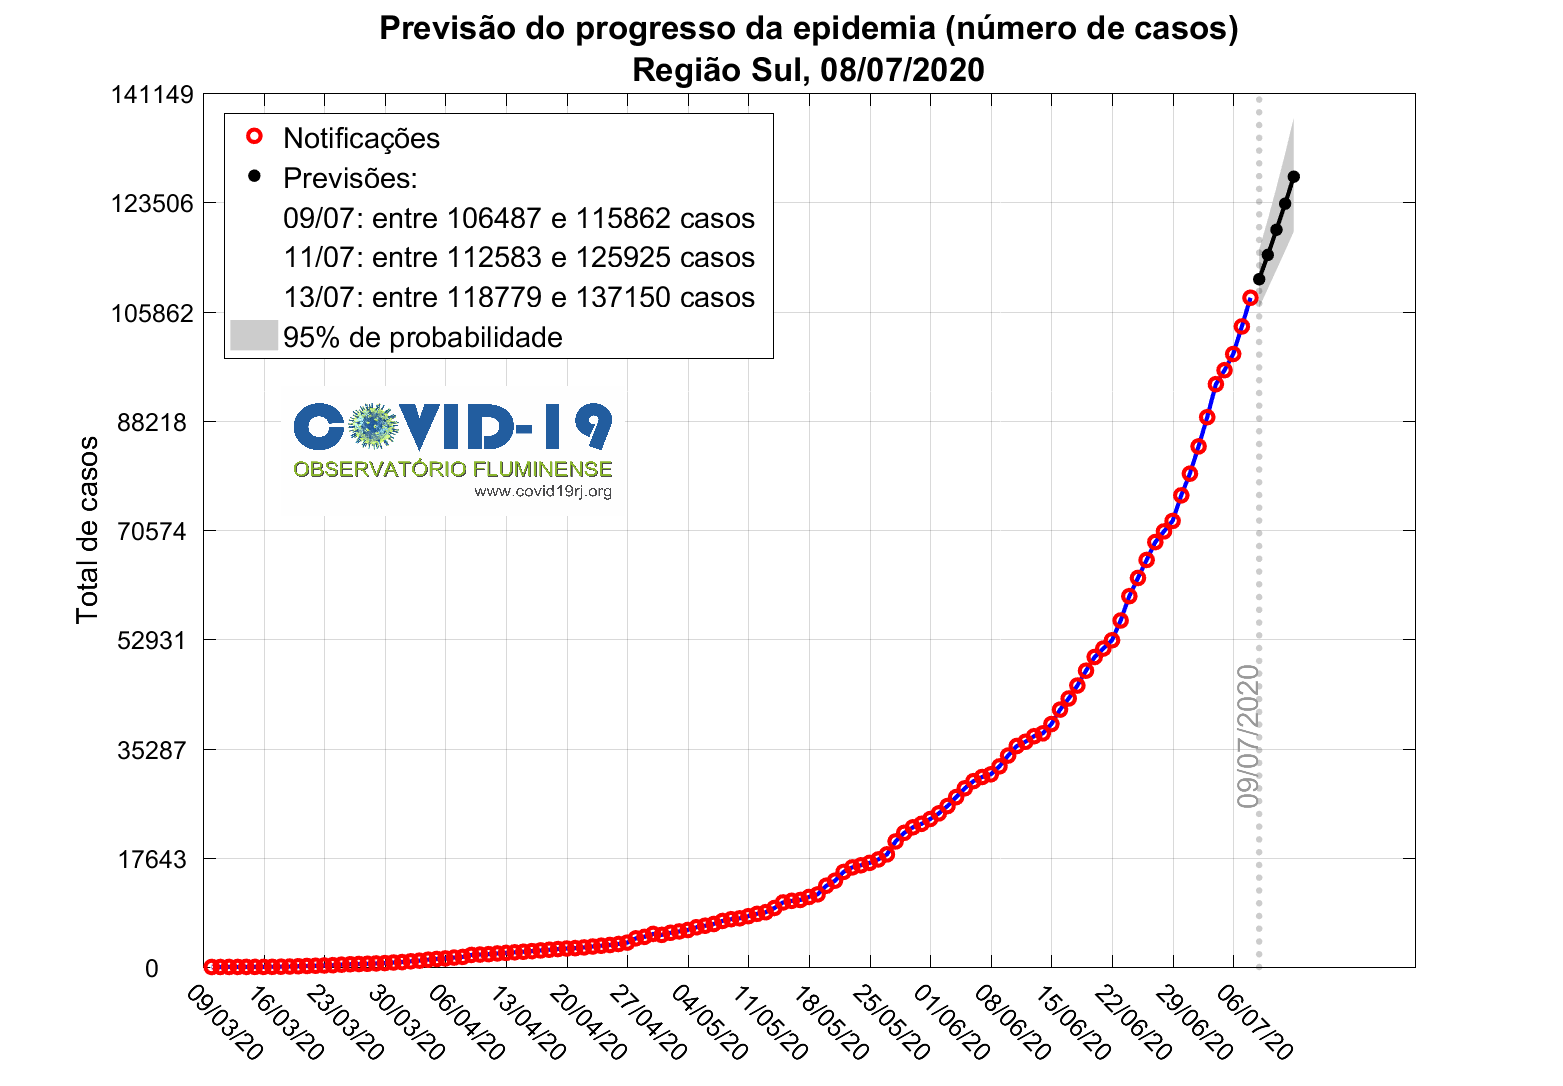 Previsão do progresso da epidemia (número de casos)
Região Sul, 08/07/2020
141149
123506
105862
88218
70574
52931
35287
17643
0
Total de casos
Notificações
Previsões:
09/07: entre 106487 e 115862 casos
11/07: entre 112583 e 125925 casos
13/07: entre 118779 e 137150 casos
95% de probabilidade
COVID-19
OBSERVATÓRIO FLUMINENSE
www.covid19rj.org
09/07/2020
09/03/20
16/03/20
23/03/20
30/03/20
06/04/20
13/04/20
20/04/20
27/04/20
04/05/20
11/05/20
18/05/20
25/05/20
01/06/20
08/06/20
15/06/20
22/06/20
29/06/20
06/07/20